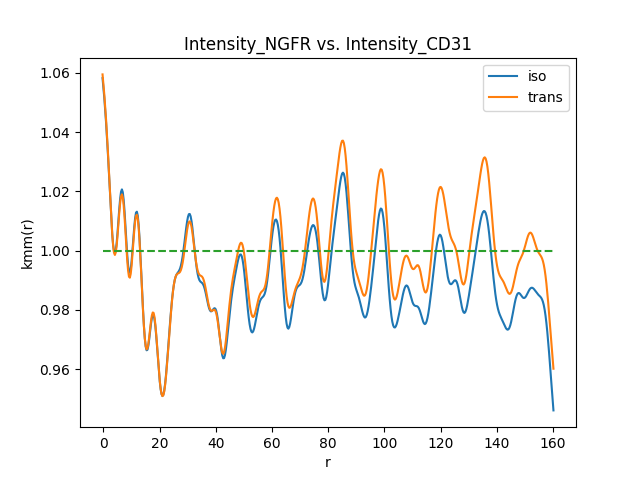 Intensity_NGFR vs. Intensity_CD31
1.06
1.04
1.02
1.00
0.98
0.96
kmm(r)
iso
trans
0 20 40 60 80 100 120 140 160
r